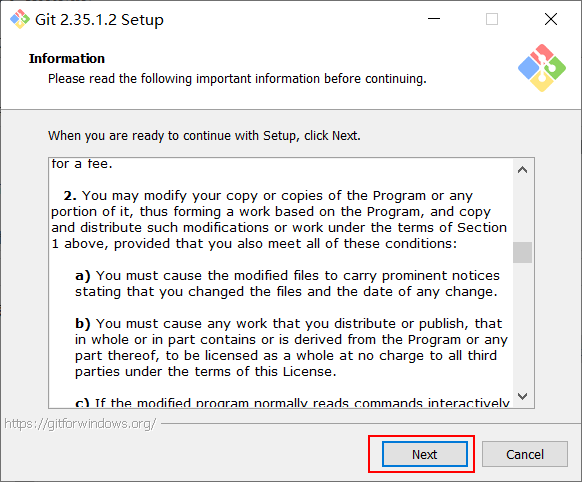 Git 2.35.1.2 Setup
Information
Please read the following important information before continuing.
When you are ready to continue with Setup, click Next.
for a fee.
2. You may modify your copy or copies of the Program or any
portion of it, thus forming a work based on the Program, and copy
and distribute such modifications or work under the terms of Section
1 above, provided that you also meet all of these conditions:
a) You must cause the modified files to carry prominent notices
stating that you changed the files and the date of any change.
b) You must cause any work that you distribute or publish, that
in whole or in part contains or is derived from the Program or any
part thereof, to be licensed as a whole at no charge to all third
parties under the terms of this License.
c) If the modified program normally reads commands interactively
https://gitforwindows.org/
Next
Cancel